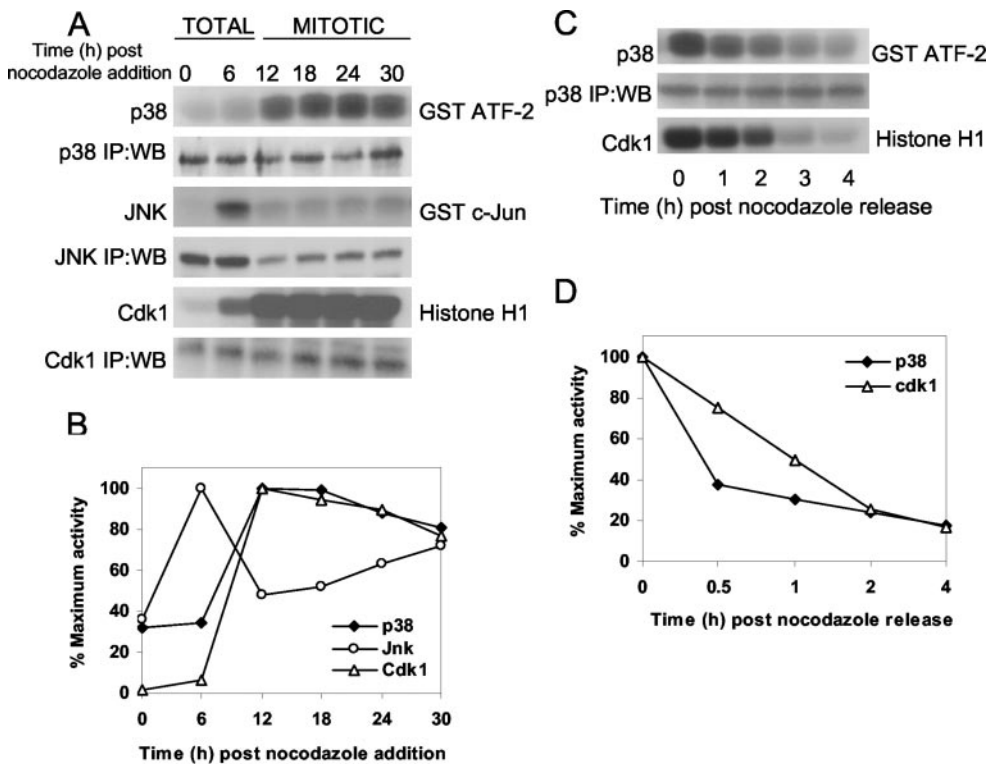 A
TOTAL MITOTIC
Time (h) post
nocodazole addition 0 6 12 18 24 30
p38 GST ATF-2
p38 IP:WB
JNK GST c-Jun
JNK IP:WB
Cdk1 Histone H1
Cdk1 IP:WB
B
% Maximum activity
100
80
60
40
20
0
p38
Jnk
Cdk1
0 6 12 18 24 30
Time (h) post nocodazole addition
C
p38 GST ATF-2
p38 IP:WB
Cdk1 Histone H1
0 1 2 3 4
Time (h) post nocodazole release
D
% Maximum activity
100
80
60
40
20
0
p38
cdk1
0 0.5 1 2 4
Time (h) post nocodazole release